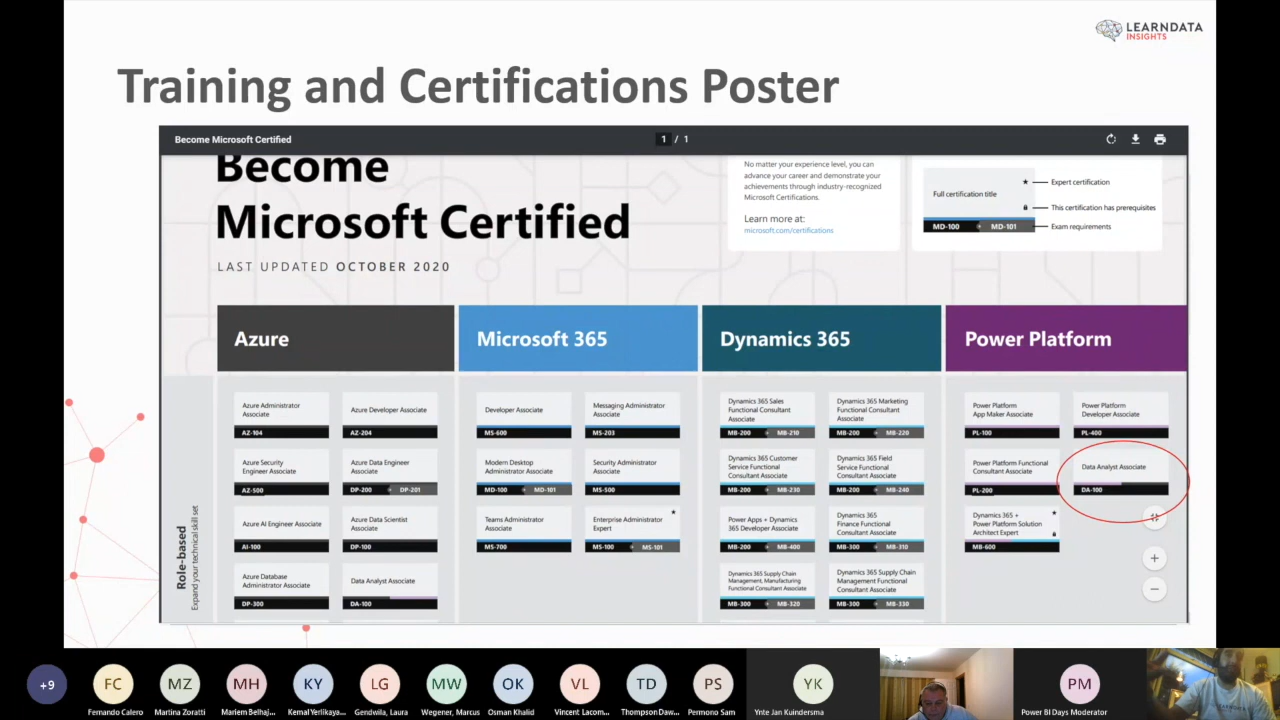 LEARNDATA
INSIGHTS
Training and Certifications Poster
Become Microsoft Certified
1 / 1
Become
Microsoft Certified
LAST UPDATED OCTOBER 2020
No matter your experience level, you can
advance your career and demonstrate your
achievements through industry-recognized
Microsoft Certifications.
Learn more at:
microsoft.com/certifications
Full certification title
MD-100 MD-101
Expert certification
This certification has prerequisites
Exam requirements
Azure
Microsoft 365
Dynamics 365
Power Platform
Role-based
Expand your technical skill set
Azure Administrator
Associate
AZ-104
Azure Developer Associate
AZ-204
Developer Associate
MS-600
Messaging Administrator
Associate
MS-203
Dynamics 365 Sales
Functional Consultant
Associate
MB-200 MB-210
Dynamics 365 Marketing
Functional Consultant
Associate
MB-200 MB-220
Power Platform
App Maker Associate
PL-100
Power Platform
Developer Associate
PL-400
Azure Security
Engineer Associate
AZ-500
Azure Data Engineer
Associate
DP-200 DP-201
Modern Desktop
Administrator Associate
MD-100 MD-101
Security Administrator
Associate
MS-500
Dynamics 365 Customer
Service Functional
Consultant Associate
MB-200 MB-230
Dynamics 365 Field
Service Functional
Consultant Associate
MB-200 MB-240
Power Platform Functional
Consultant Associate
PL-200
Data Analyst Associate
DA-100
Azure AI Engineer Associate
AI-100
Azure Data Scientist
Associate
DP-100
Teams Administrator
Associate
MS-700
Enterprise Administrator
Expert
MS-100 MS-101
Power Apps + Dynamics
365 Developer Associate
MB-200 MB-400
Dynamics 365
Finance Functional
Consultant Associate
MB-300 MB-310
Dynamics 365 +
Power Platform Solution
Architect Expert
MB-600
Azure Database
Administrator Associate
DP-300
Data Analyst Associate
DA-100
Dynamics 365 Supply Chain
Management, Manufacturing
Functional Consultant Associate
MB-300 MB-320
Dynamics 365 Supply Chain
Management Functional
Consultant Associate
MB-300 MB-330
+9
FC
MZ
MH
KY
LG
MW
OK
VL
TD
PS
YK
PM
Fernando Calero
Martina Zoratti
Mariem Belhaj...
Kemal Yerlikaya...
Gendwila, Laura
Wegener, Marcus
Osman Khalid
Vincent Lacom...
Thompson Daw...
Permono Sam
Ynte Jan Kuindersma
Power BI Days Moderator